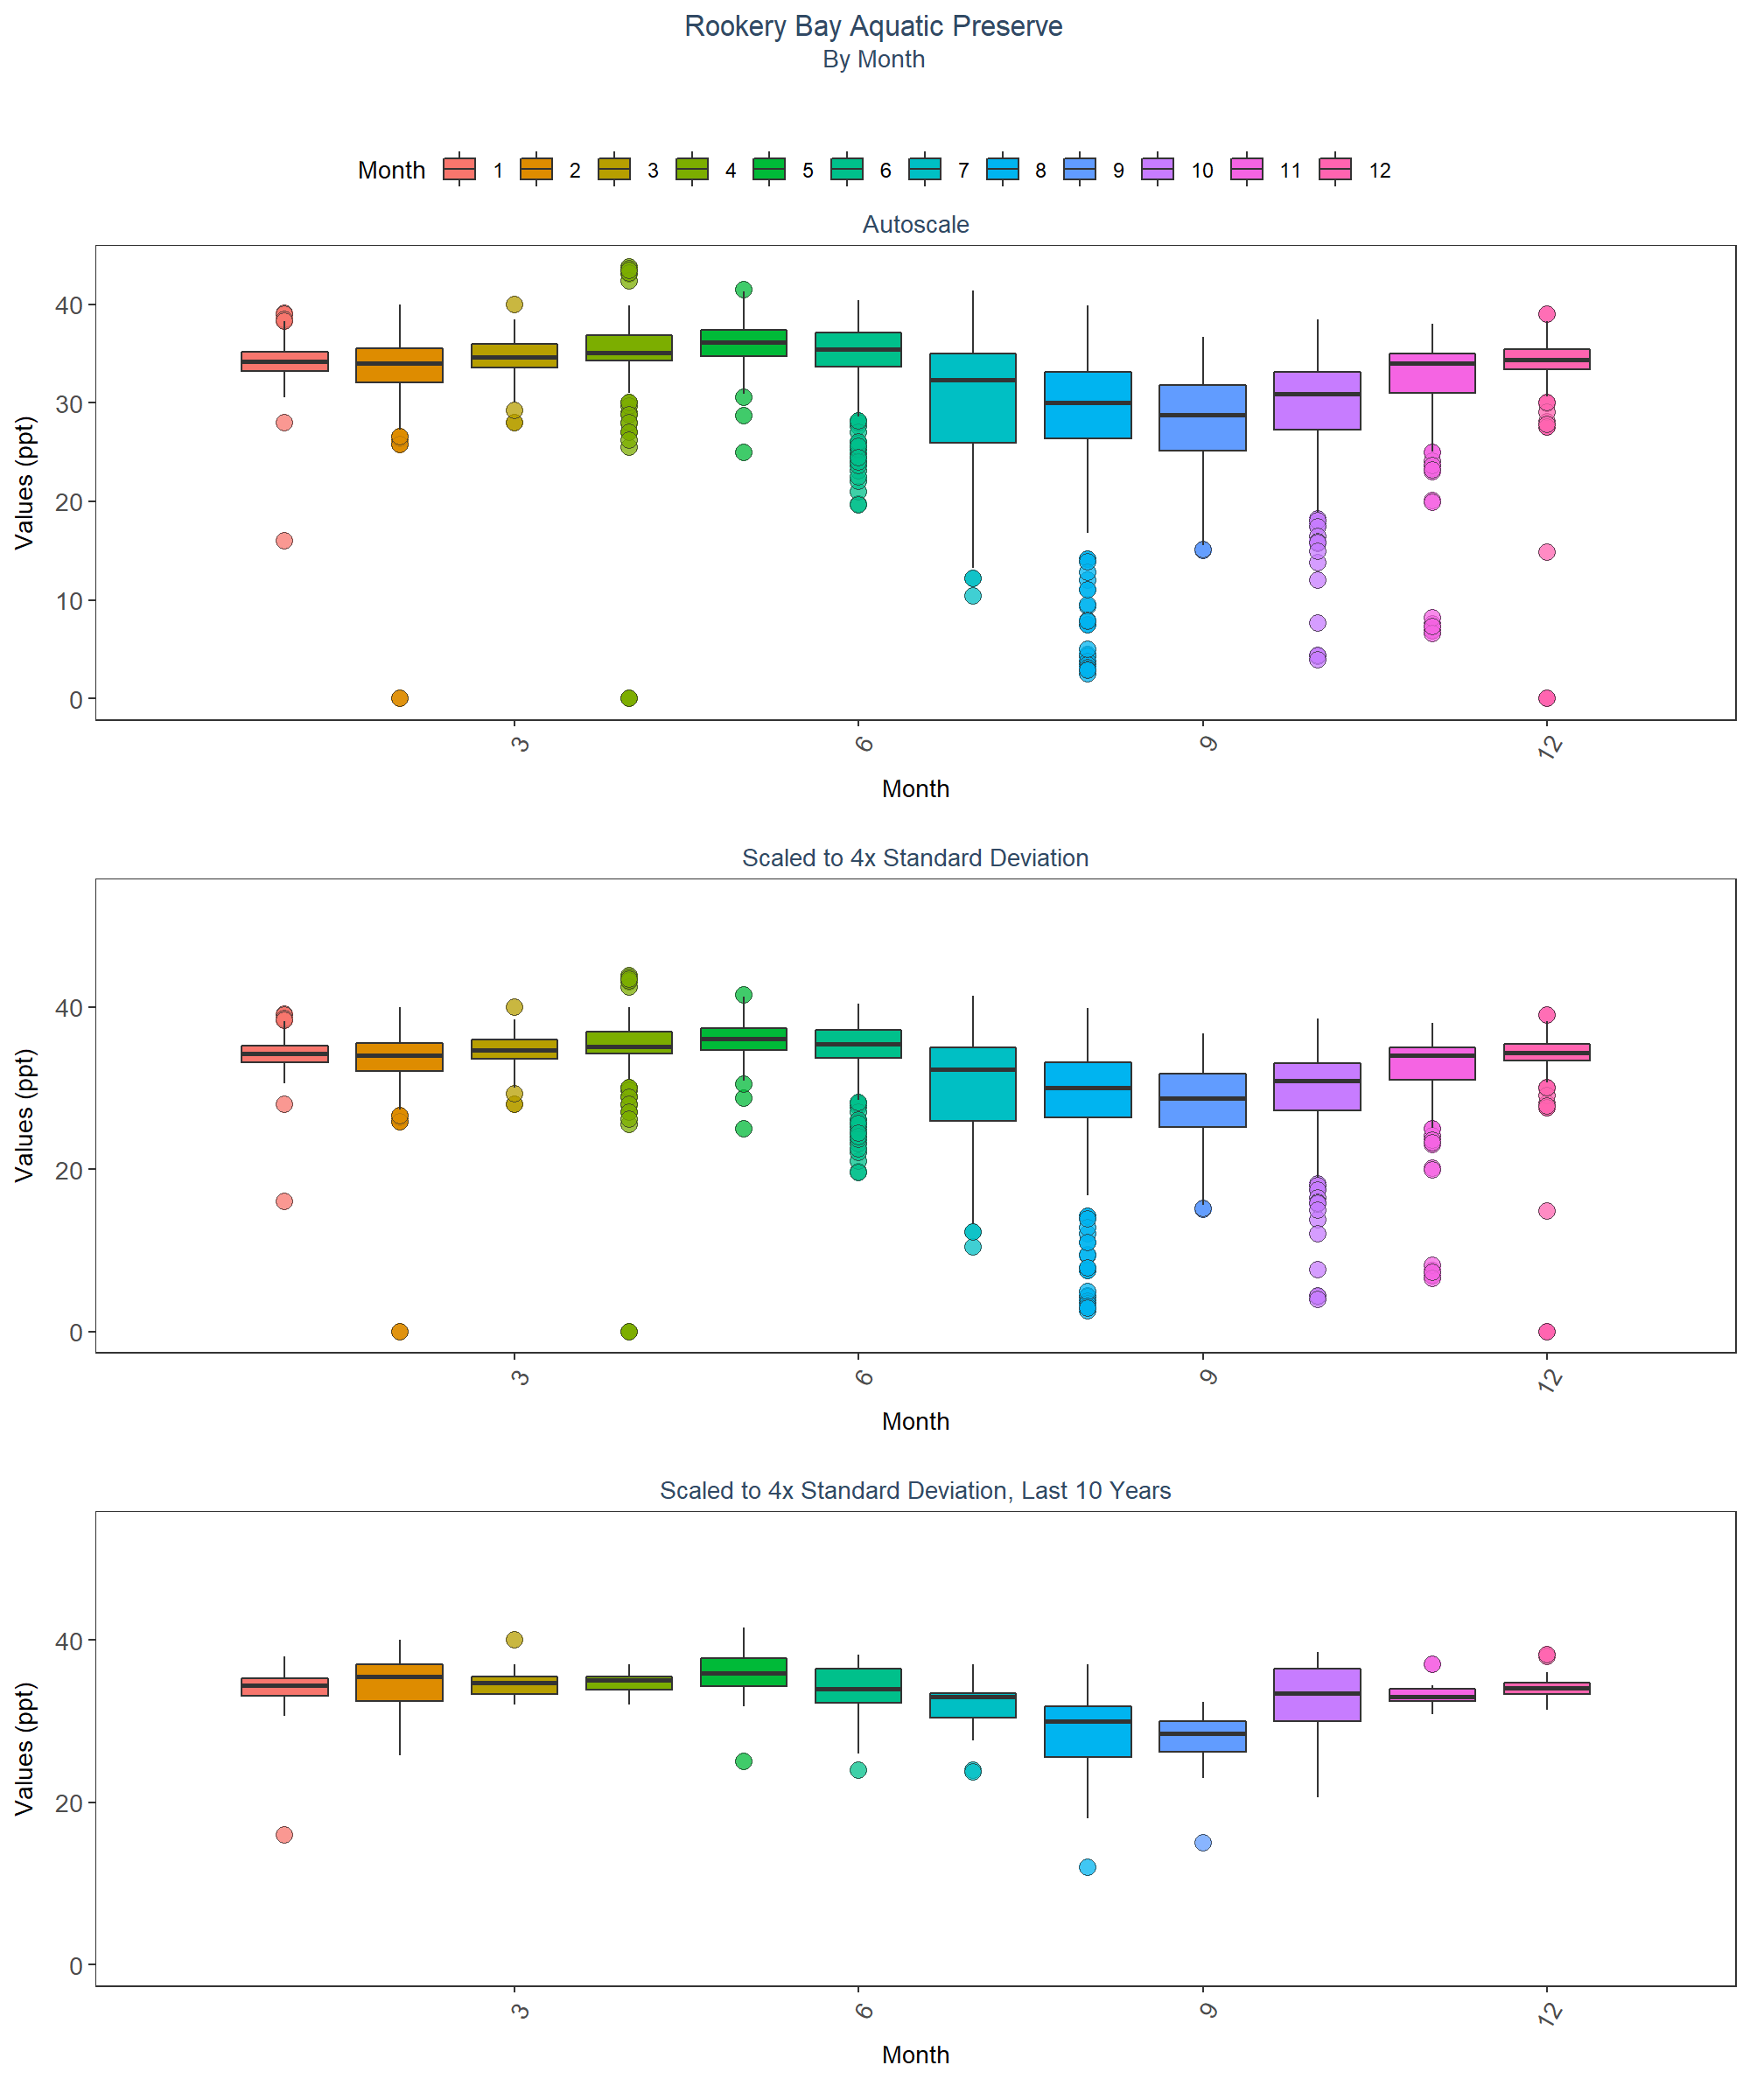 Rookery Bay Aquatic Preserve
By Month
Month 1 2 3 4 5 6 7 8 9 10 11 12
Autoscale
Values (ppt)
40
30
20
10
0
3 6 9 12
Month
Scaled to 4x Standard Deviation
Values (ppt)
40
20
0
3 6 9 12
Month
Scaled to 4x Standard Deviation, Last 10 Years
Values (ppt)
40
20
0
3 6 9 12
Month